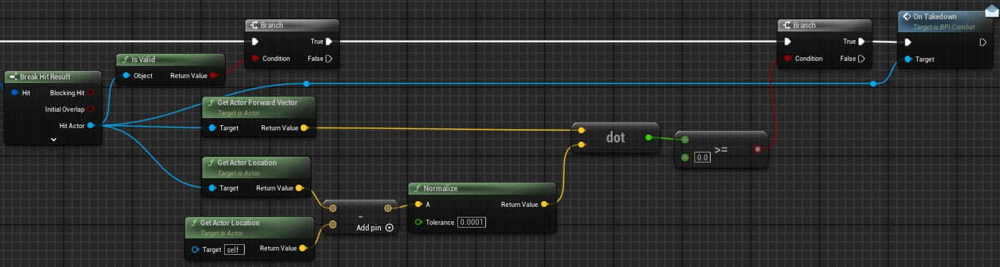 Branch
True
Condition
False
Branch
True
Condition
False
On Takedown
Target is BPI Combat
Target
Is Valid
Object
Return Value
Break Hit Result
Hit
Blocking Hit
Initial Overlap
Hit Actor
Get Actor Forward Vector
Target is Actor
Target
Return Value
dot
>=
0.0
Get Actor Location
Target is Actor
Target
Return Value
-
Add pin
Normalize
A
Return Value
Tolerance
0.0001
Get Actor Location
Target is Actor
Target
self
Return Value